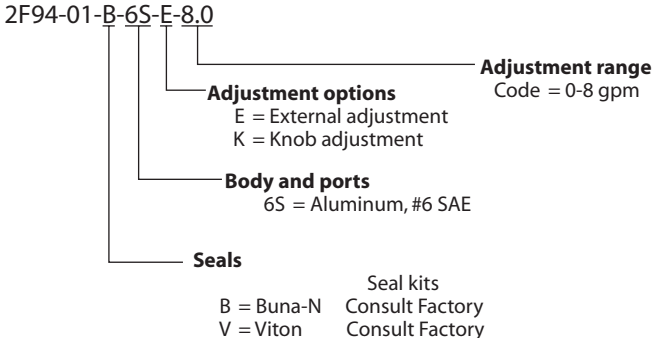 2F94-01-B-6S-E-8.0
Adjustment range
Code = 0-8 gpm
Adjustment options
E = External adjustment
K = Knob adjustment
Body and ports
6S = Aluminum, #6 SAE
Seals
Seal kits
B = Buna-N Consult Factory
V = Viton Consult Factory